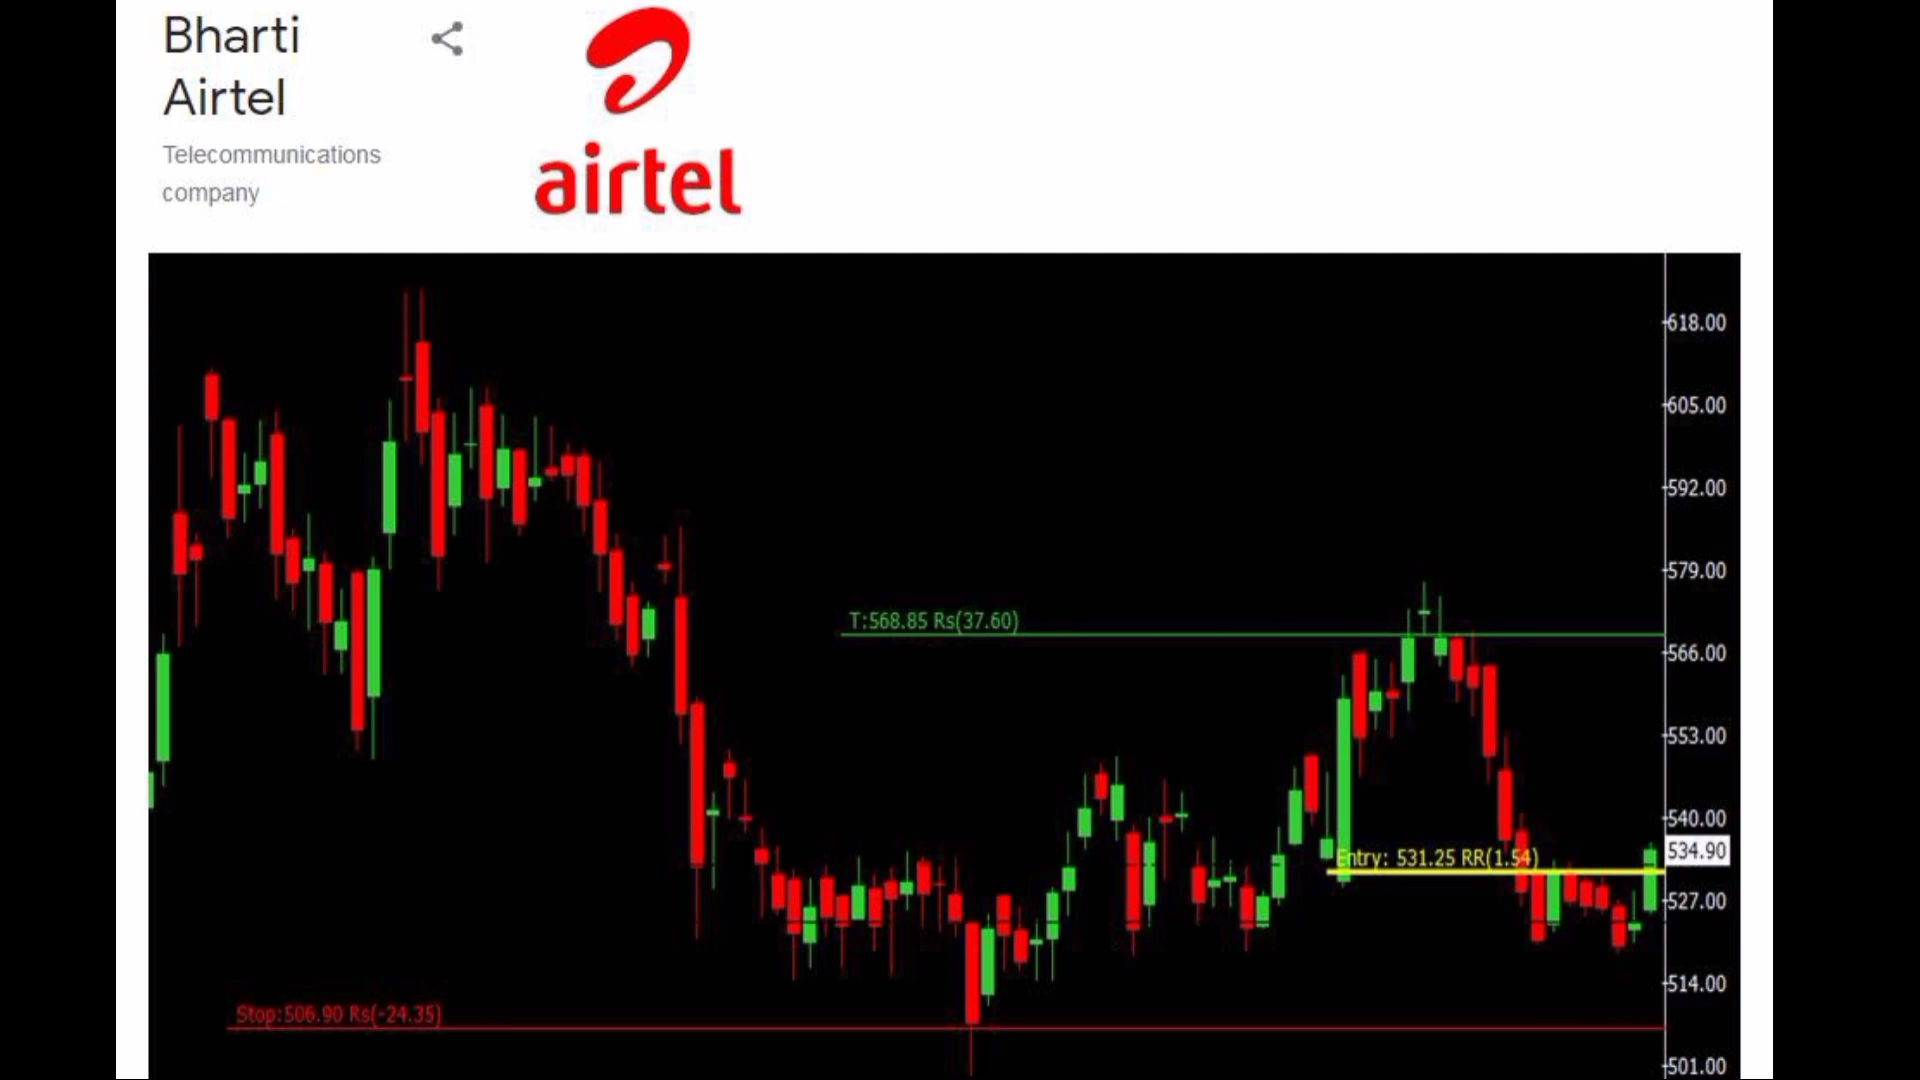 Bharti
Airtel
Telecommunications
company
airtel
618.00
605.00
592.00
579.00
T:568.85 Rs(37.60)
566.00
553.00
540.00
534.90
Entry: 531.25 RR(1.54)
527.00
514.00
Stop:506.90 Rs(-24.35)
501.00